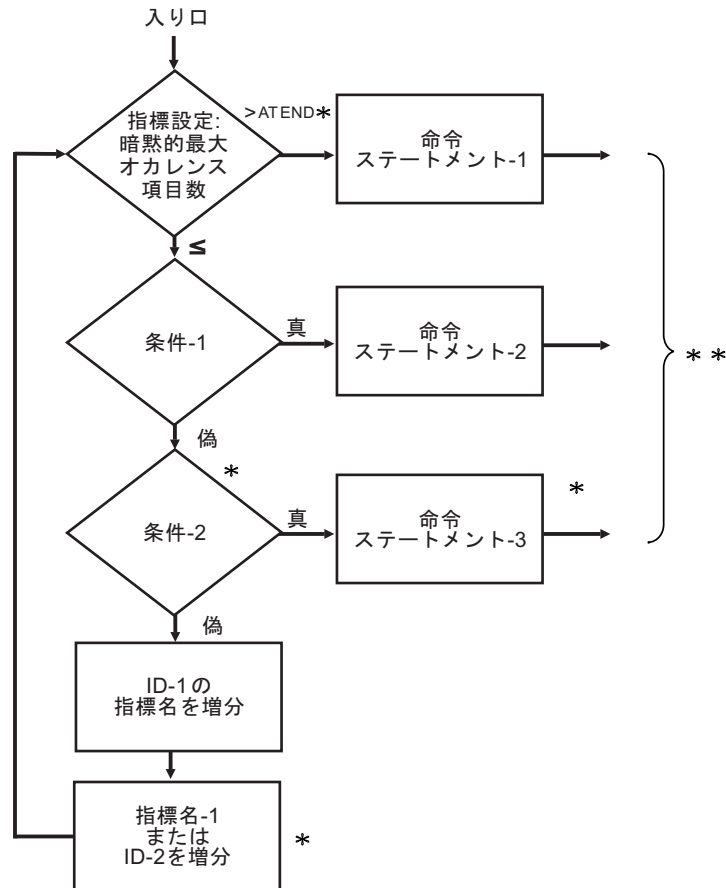 入り口
指標設定:
暗黙的最大
オカレンス
項目数
>ATEND*
命令
ステートメント-1
≤
条件-1
真
命令
ステートメント-2
**
偽
*
条件-2
真
命令
ステートメント-3
*
偽
ID-1の
指標名を増分
指標名-1
または
ID-2を増分
*